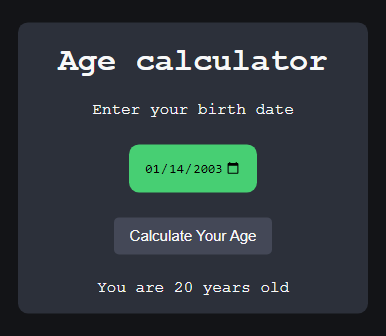 Age calculator
Enter your birth date
01/14/2003
Calculate Your Age
You are 20 years old